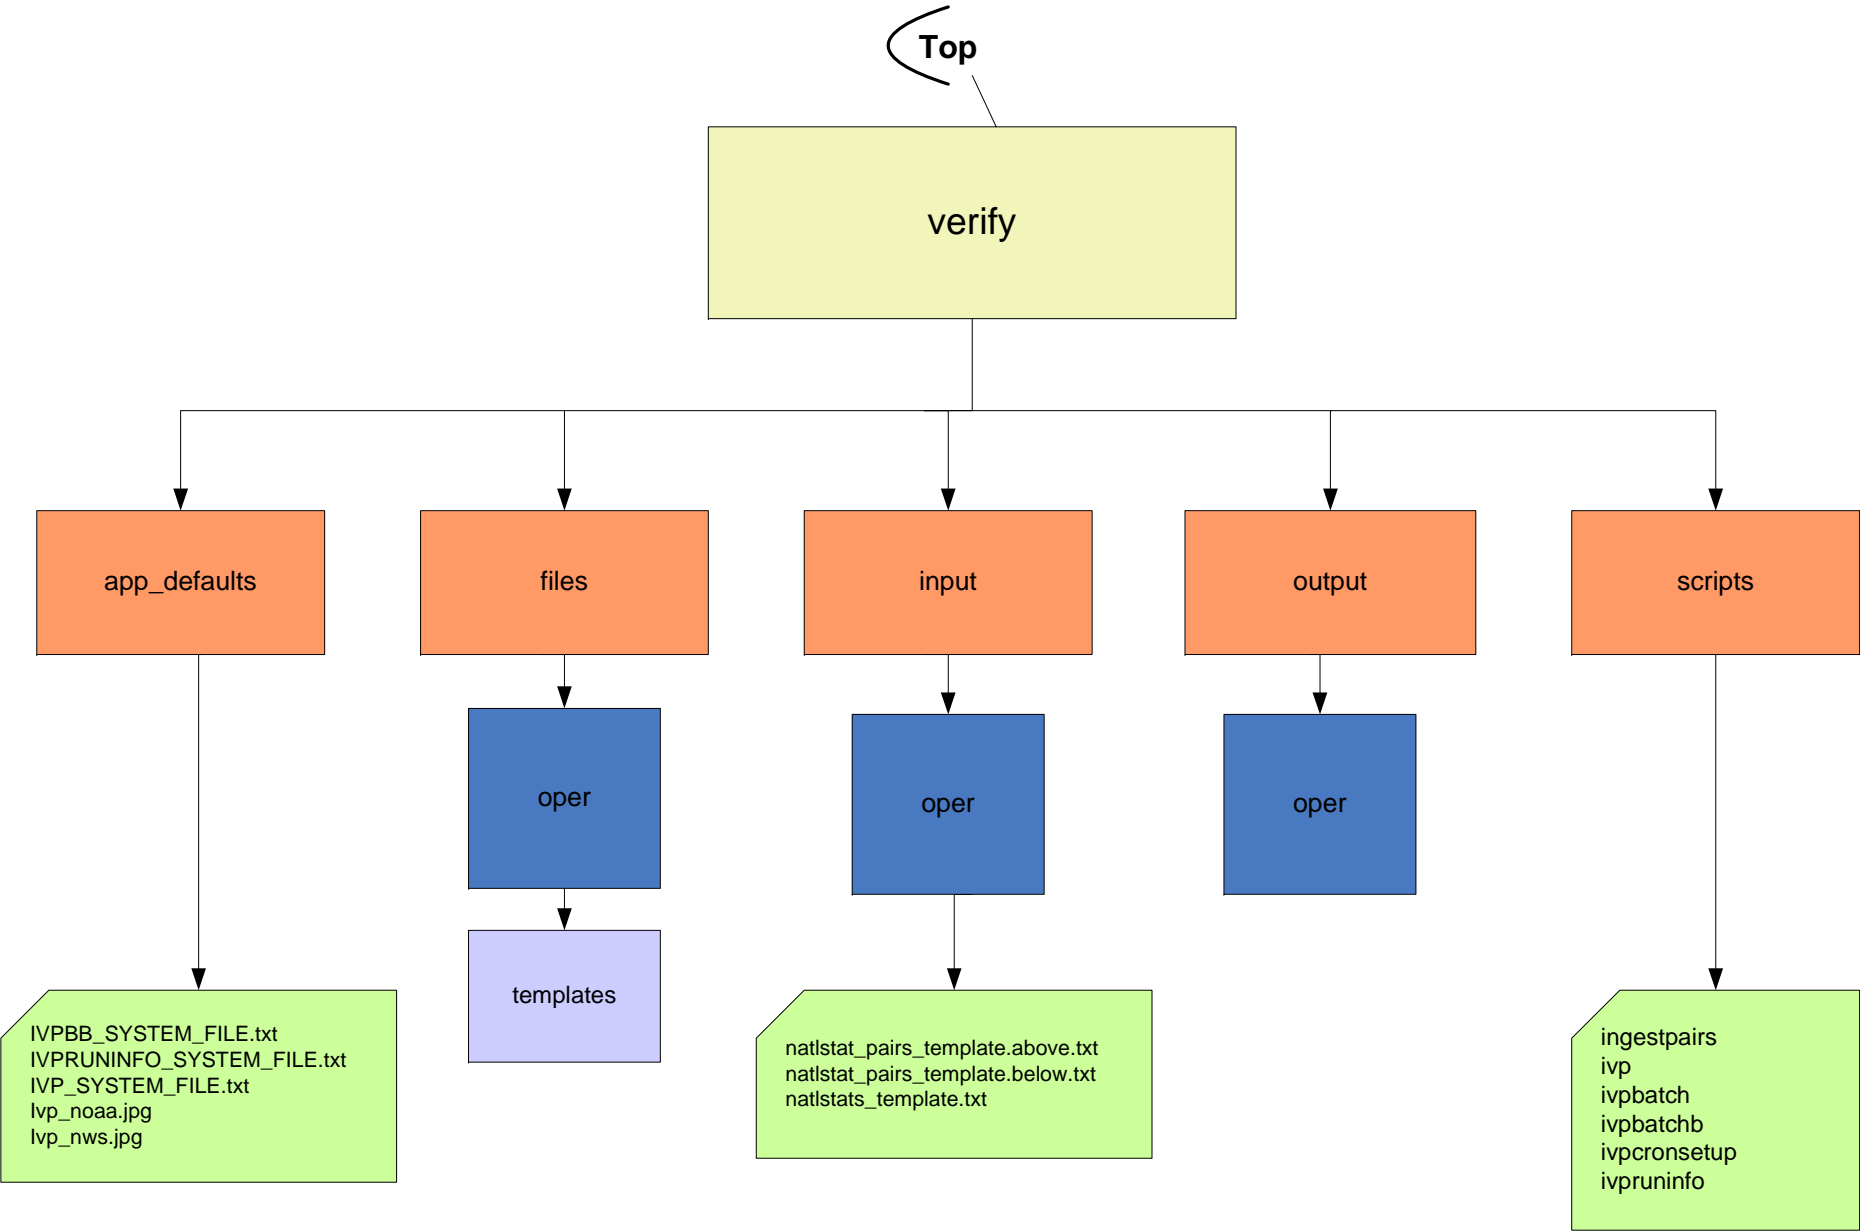 Top
verify
app_defaults
files
input
output
scripts
oper
oper
oper
templates
IVPBB_SYSTEM_FILE.txt
IVPRUNINFO_SYSTEM_FILE.txt
IVP_SYSTEM_FILE.txt
Ivp_noaa.jpg
Ivp_nws.jpg
natlstat_pairs_template.above.txt
natlstat_pairs_template.below.txt
natlstats_template.txt
ingestpairs
ivp
ivpbatch
ivpbatchb
ivpcronsetup
ivpruninfo